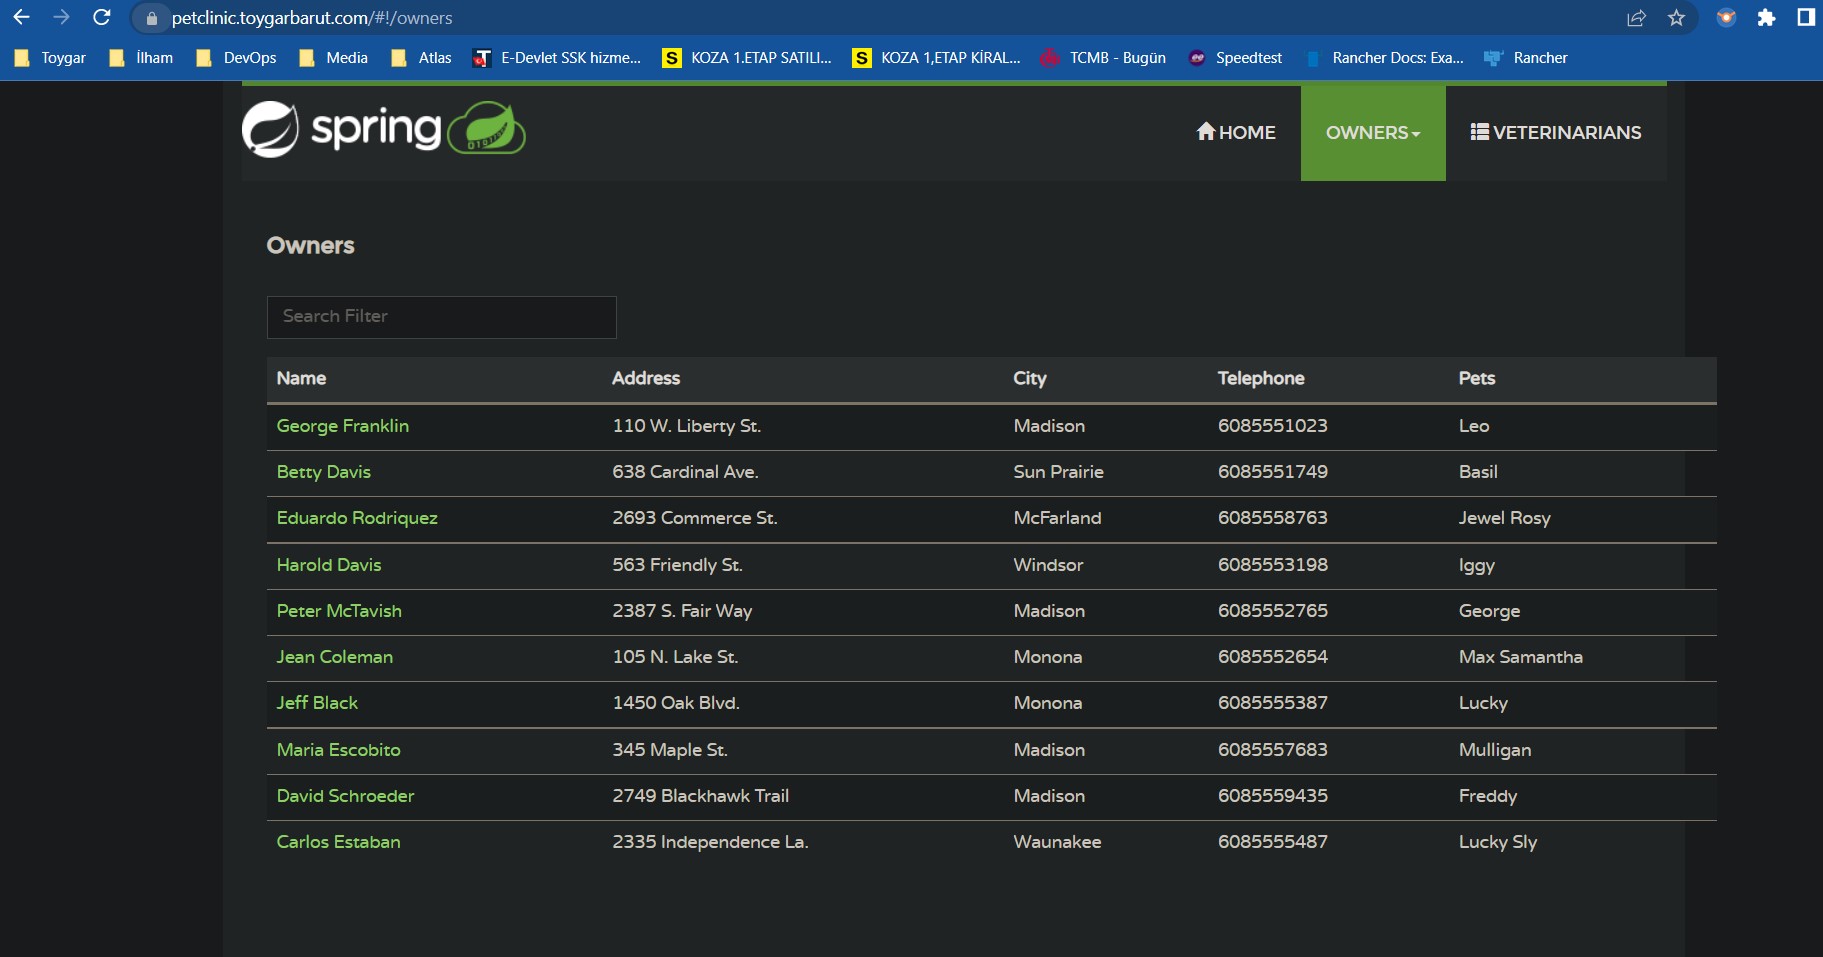 petclinic.toygarbarut.com/#!/owners
Toygar İlham DevOps Media Atlas E-Devlet SSK hizme... KOZA 1.ETAP SATILI... KOZA 1,ETAP KİRAL... TCMB - Bugün Speedtest Rancher Docs: Exa... Rancher
spring HOME OWNERS VETERINARIANS
Owners
Search Filter
Name Address City Telephone Pets
George Franklin 110 W. Liberty St. Madison 6085551023 Leo
Betty Davis 638 Cardinal Ave. Sun Prairie 6085551749 Basil
Eduardo Rodriquez 2693 Commerce St. McFarland 6085558763 Jewel Rosy
Harold Davis 563 Friendly St. Windsor 6085553198 Iggy
Peter McTavish 2387 S. Fair Way Madison 6085552765 George
Jean Coleman 105 N. Lake St. Monona 6085552654 Max Samantha
Jeff Black 1450 Oak Blvd. Monona 6085555387 Lucky
Maria Escobito 345 Maple St. Madison 6085557683 Mulligan
David Schroeder 2749 Blackhawk Trail Madison 6085559435 Freddy
Carlos Estaban 2335 Independence La. Waunakee 6085555487 Lucky Sly